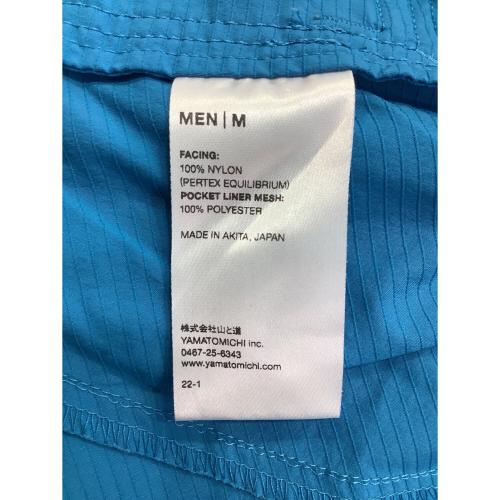 MEN | M
FACING:
100% NYLON
(PERTEX EQUILIBRIUM)
POCKET LINER MESH:
100% POLYESTER
MADE IN AKITA, JAPAN
株式会社山と道
YAMATOMICHI inc.
0467-25-6343
www.yamatomichi.com
22-1